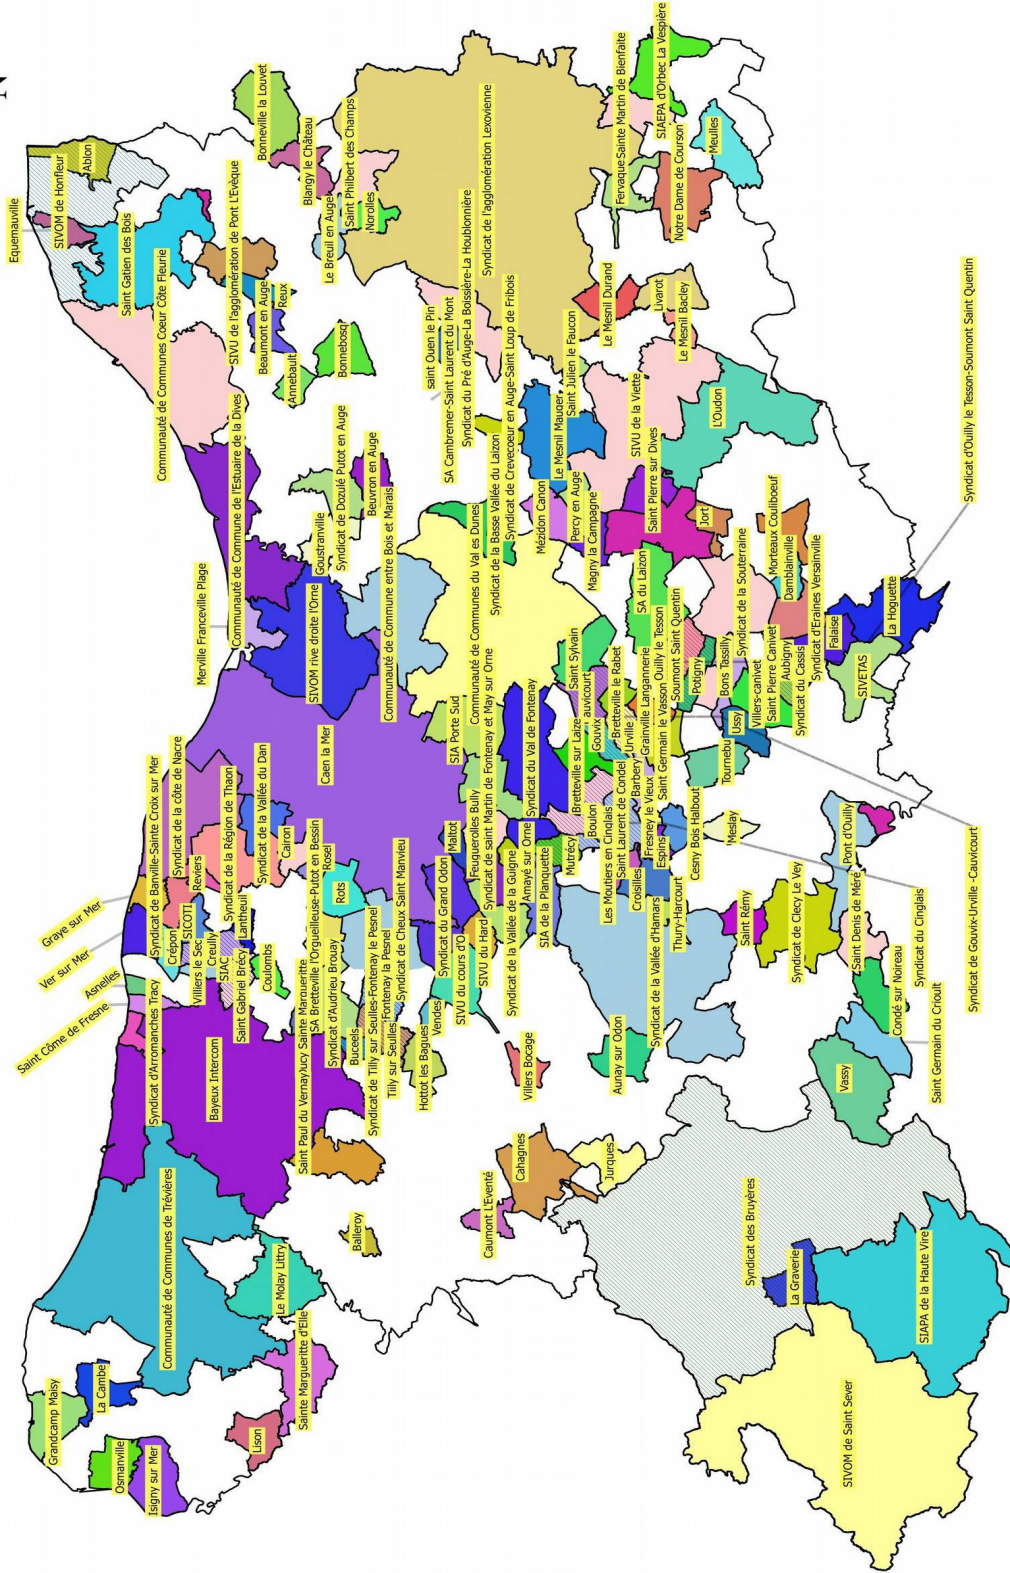 N
Equemauville
SIVOM de Honfleur
Ablon
Saint Gatien des Bois
Communauté de Communes Coeur Côte Fleurie
SIVU de l'agglomération de Pont L'Evêque
Beaumont en Auge
Reux
Annebault
Bonnebosq
Bonneville la Louvet
Blangy le Château
Le Breuil en Auge
Saint Philbert des Champs
Norolles
Syndicat de l'agglomération Lexovienne
saint Ouen le Pin
SA Cambremer-Saint Laurent du Mont
Syndicat du Pré d'Auge-La Boissière-La Houblonnière
Syndicat de Crevecoeur en Auge-Saint Loup de Fribois
Fervaques
Sainte Martin de Bienfaite
SIAEPA d'Orbec La Vespière
Meulles
Notre Dame de Courson
Le Mesnil Durand
Livarot
Le Mesnil Bacley
Saint Julien le Faucon
Le Mesnil Mauger
SIVU de la Viette
L'Oudon
Saint Pierre sur Dives
Mézidon Canon
Percy en Auge
Magny la Campagne
Jort
Communauté de Commune de l'Estuaire de la Dives
Goustranville
Syndicat de Dozulé Putot en Auge
Beuvron en Auge
Merville Franceville Plage
SIVOM rive droite l'Orne
Communauté de Commune entre Bois et Marais
Communauté de Communes du Val es Dunes
Syndicat de la Basse Vallée du Laizon
Caen la Mer
SIA Porte Sud
Syndicat du Val de Fontenay
Syndicat de saint Martin de Fontenay et May sur Orne
Feuguerolles Bully
Maltot
Graye sur Mer
Ver sur Mer
Asnelles
Saint Côme de Fresne
Syndicat d'Aromanches Tracy
Syndicat de Banville-Sainte Croix sur Mer
Syndicat de la côte de Nacre
Crépon
SICOTI
Reviers
Villiers le Sec
Creully
SIAC
Syndicat de la Région de Thaon
Saint Gabriel Brécy
Lantheuil
Syndicat de la Vallée du Dan
Coulombs
Cairon
Bayeux Intercom
Saint Paul du Vernay
Jucy Sainte Marguerite
SA Bretteville l'Orgueilleuse-Putot en Bessin
Rosel
Rots
Syndicat d'Audrieu Brouay
Buceels
Syndicat de Tilly sur Seulles-Fontenay le Pesnel
Tiilly sur Seulles
Fontenay la Pesnel
Syndicat de Cheux Saint Manvieu
Hottot les Bagues
Vendes
Syndicat du Grand Odon
SIVU du cours d'O
SIVU du Hard
Syndicat de la Vallée de la Guigne
Amayé sur Orne
SIA de la Planquette
Mutrécy
Villers Bocage
Aunay sur Odon
Syndicat de la Vallée d'Hamars
Thury-Harcourt
Les Moutiers en Cinglais
Saint Laurent de Condel
Croisilles
Fresney le Vieux
Barbery
Espins
Boulon
Bretteville sur Laize
Gouvix
Urville
Cauvicourt
Saint Sylvain
Bretteville le Rabet
Grainville Langannerie
Saint Germain le Vasson
Ouilly le Tesson
Soumont Saint Quentin
SA du Laizon
Potigny
Bons Tassilly
Syndicat de la Souterraine
Ussy
Villers-canivet
Saint Pierre Canivet
Aubigny
Syndicat du Cassis
Syndicat d'Eraines Versainville
Damblainville
Morteaux Coulibœuf
Falaise
La Hoguette
SIVETAS
Tournebu
Cesny Bois Halbout
Meslay
Syndicat d'Ouilly le Tesson-Soumont Saint Quentin
Syndicat de Gouvix-Urville -Cauvicourt
Syndicat du Cinglais
Saint Rémy
Syndicat de Clecy Le Vey
Pont d'Ouilly
Saint Denis de Méré
Condé sur Noireau
Saint Germain du Crioult
Vassy
Communauté de Communes de Trévières
Grandcamp Maisy
La Cambe
Osmanville
Isigny sur Mer
Lison
Sainte Margueritte d'Elle
Le Molay Littry
Balleroy
Caumont L'Eventé
Cahagnes
Jurques
Syndicat des Bruyères
La Graverie
SIAPA de la Haute Vire
SIVOM de Saint Sever